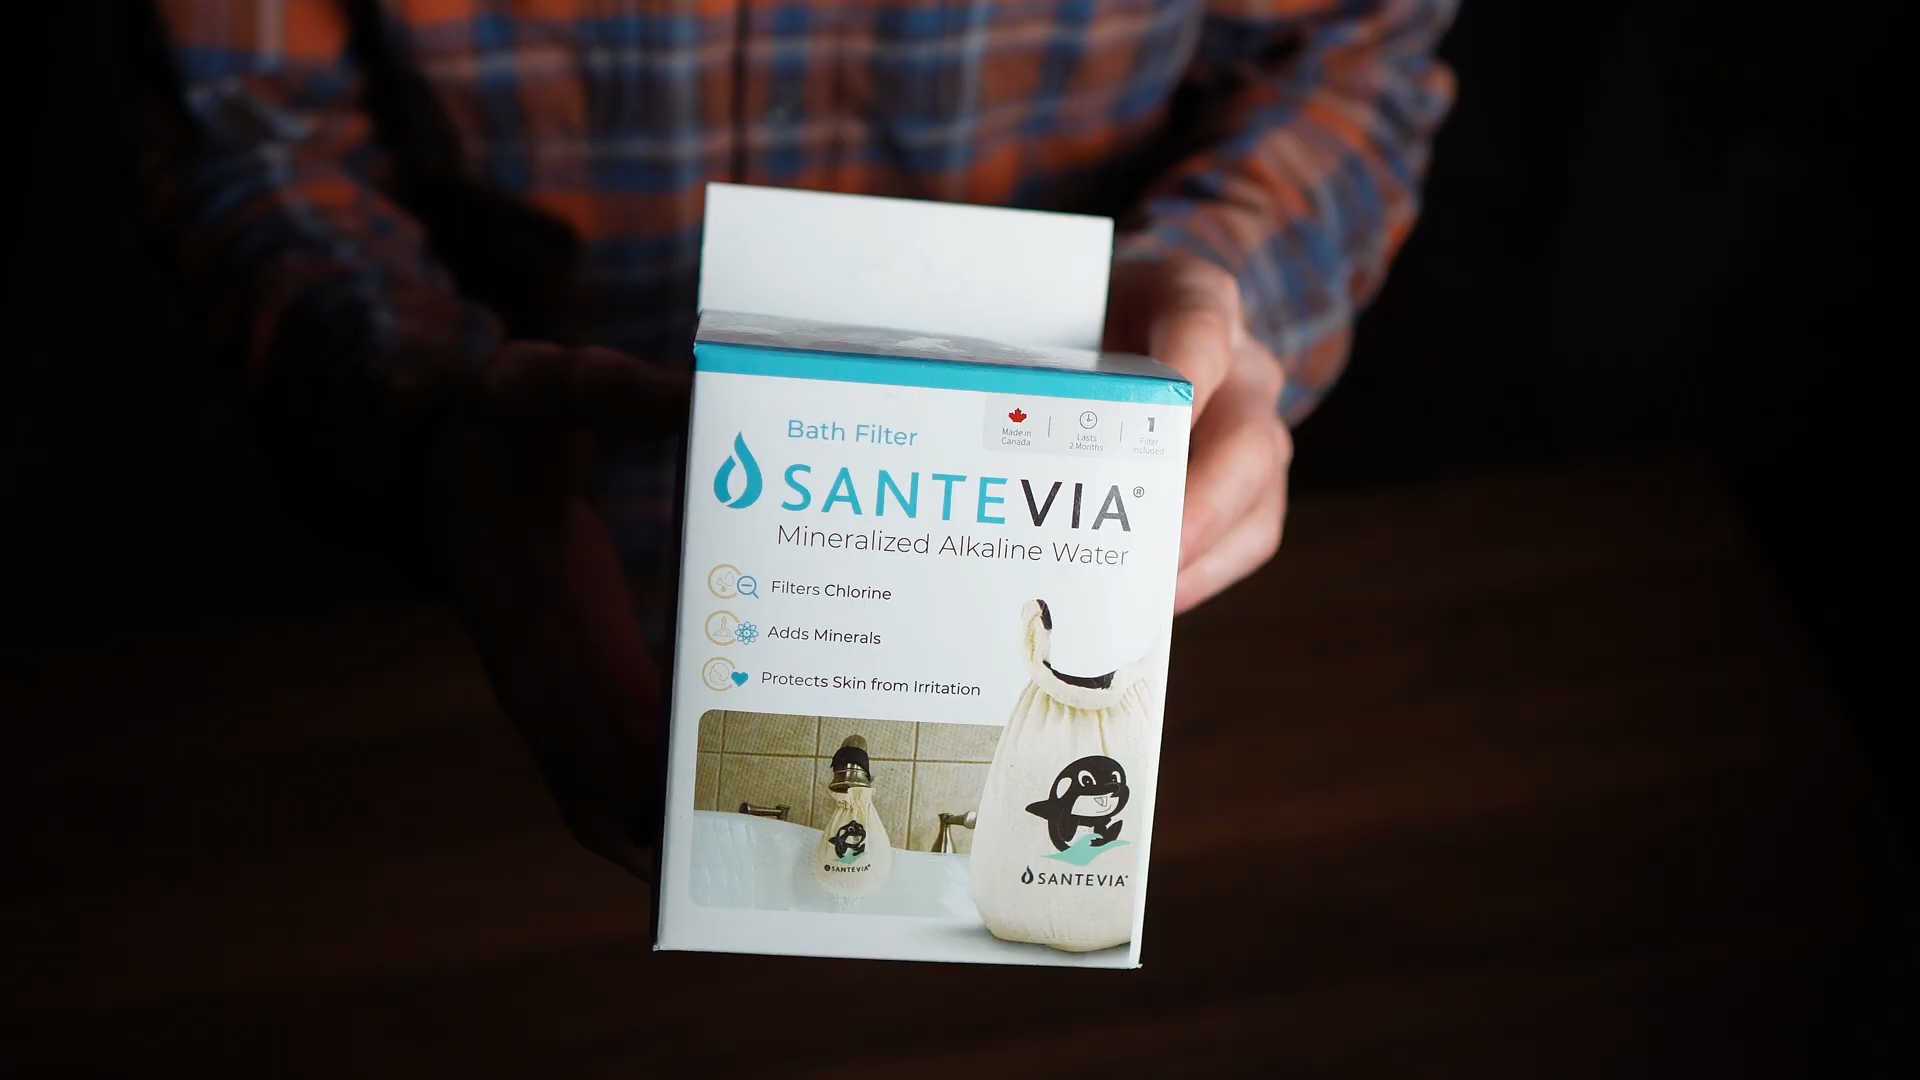 Made in
Canada
Lasts
2 Months
1
Filter
Included
Bath Filter
SANTEVIA®
Mineralized Alkaline Water
Filters Chlorine
Adds Minerals
Protects Skin from Irritation
SANTEVIA®
SANTEVIA®